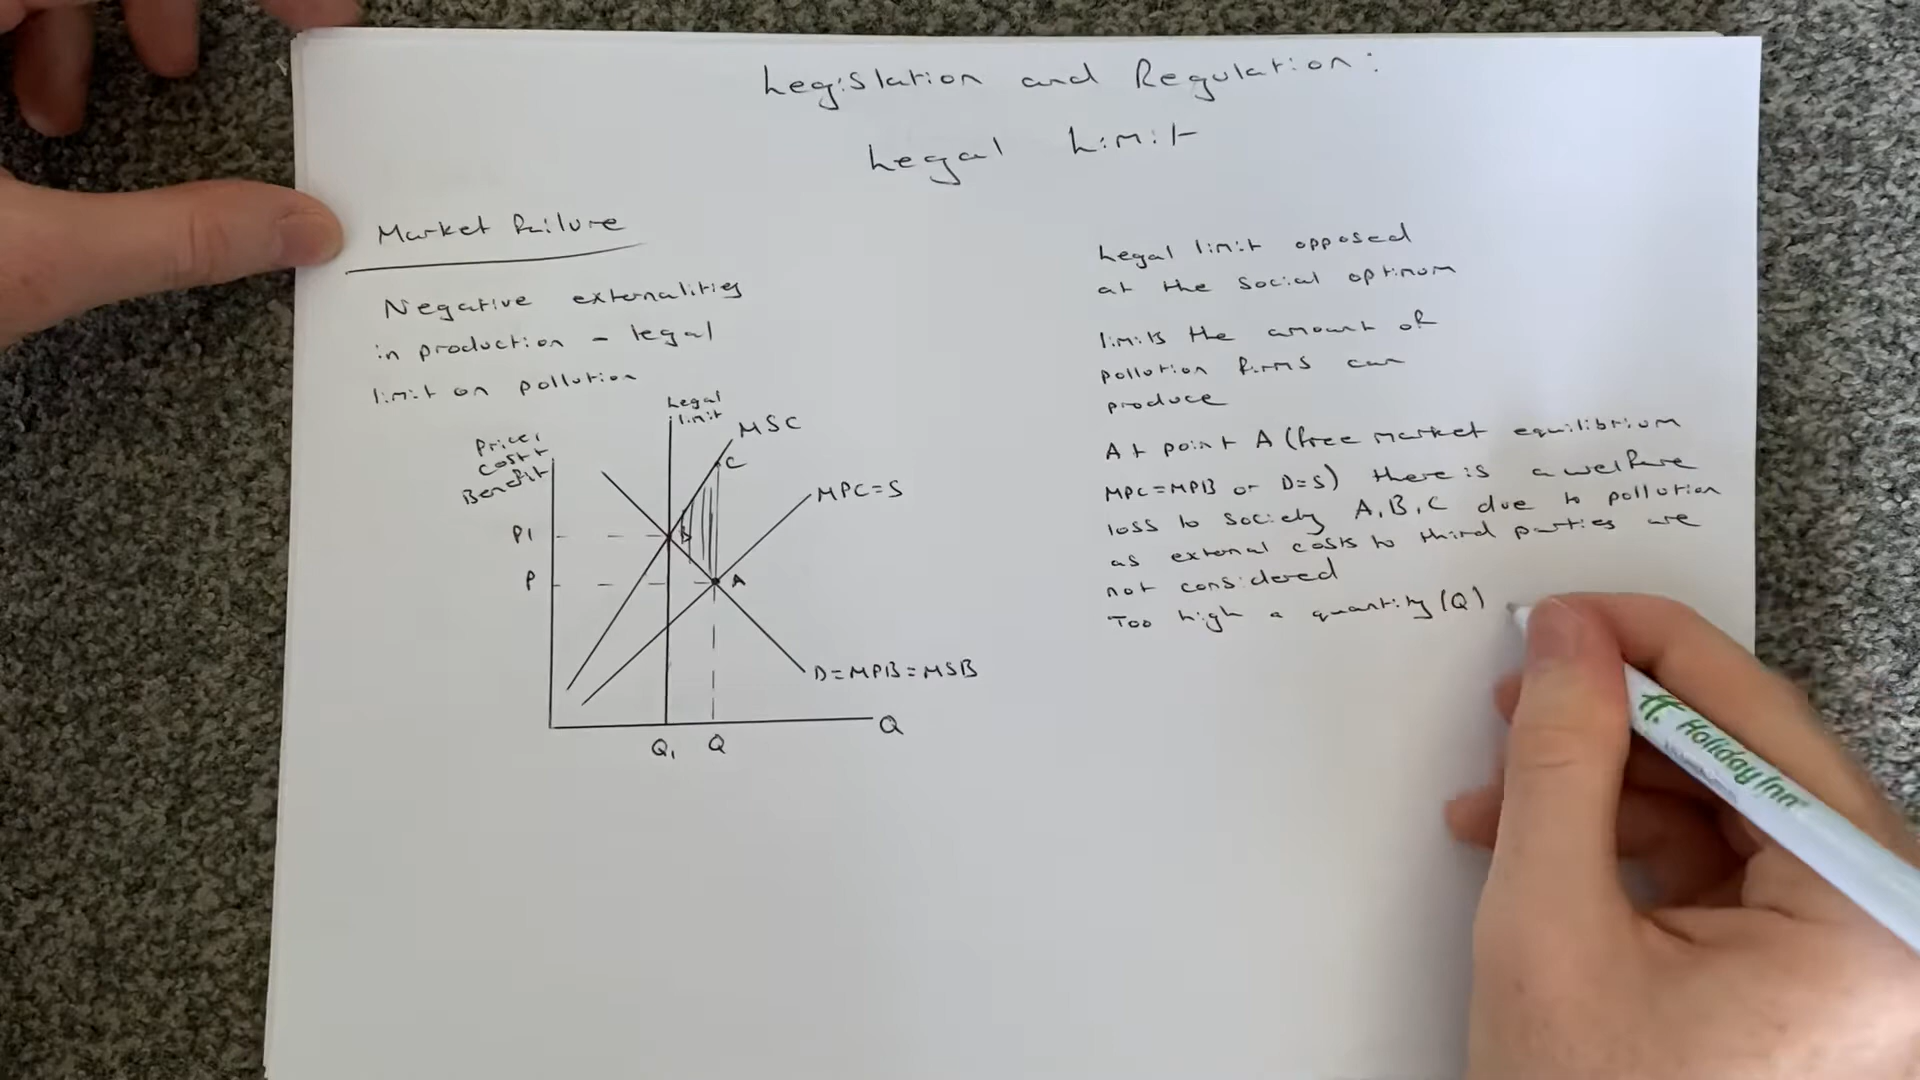 Legislation and Regulation:
Legal Limit
Market Failure
Negative externalities
in production - legal
limit on pollution
Legal
limit
MSC
Price,
Cost +
Benefit
C
MPC=S
P1
B
P
A
D=MPB=MSB
Q1
Q
Q
Legal limit opposed
at the social optimum
limits the amount of
pollution firms can
produce
At point A (free market equilibrium
MPC=MPB or D=S) there is a welfare
loss to society A,B,C due to pollution
as external costs to third parties are
not considered
Too high a quantity (Q)
Holiday Inn